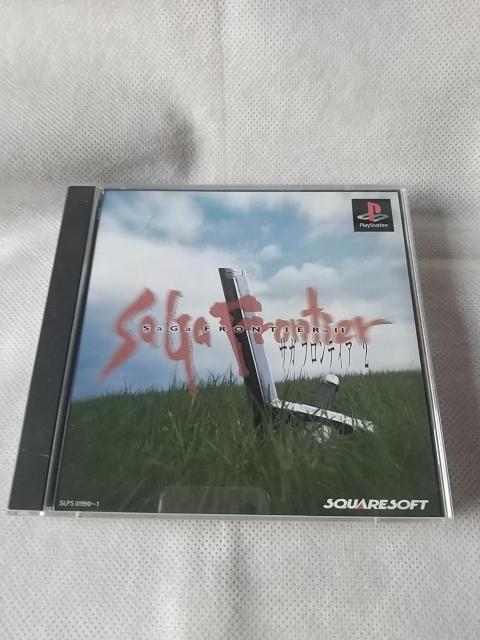 PlayStation
SaGa Frontier
SaGa FRONTIER II
サガ フロンティア2
SLPS 01990~1
SQUARESOFT